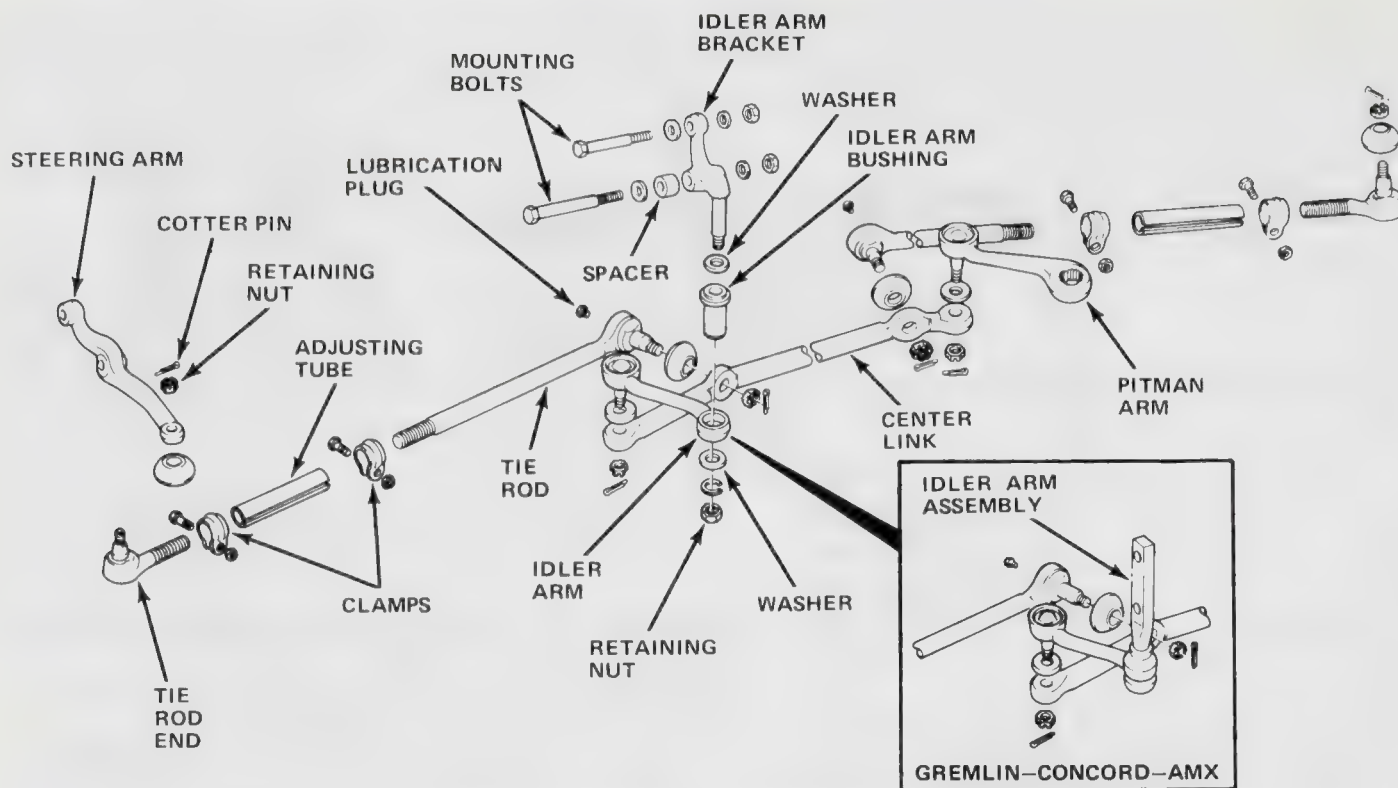 IDLER ARM
BRACKET
MOUNTING
BOLTS
WASHER
IDLER ARM
BUSHING
STEERING ARM
LUBRICATION
PLUG
COTTER PIN
RETAINING
NUT
SPACER
ADJUSTING
TUBE
PITMAN
ARM
CENTER
LINK
TIE
ROD
IDLER ARM
ASSEMBLY
IDLER
ARM
WASHER
CLAMPS
RETAINING
NUT
TIE
ROD
END
GREMLIN–CONCORD–AMX